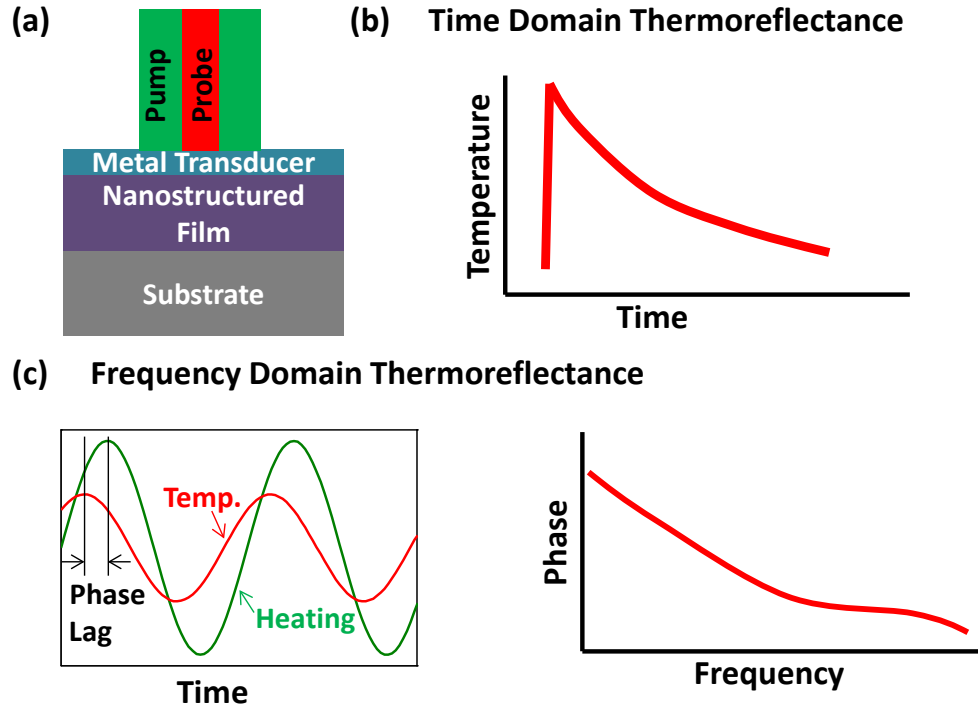 (a)
Pump
Probe
Metal Transducer
Nanostructured
Film
Substrate
(b) Time Domain Thermoreflectance
Temperature
Time
(c) Frequency Domain Thermoreflectance
Temp.
Phase
Lag
Heating
Time
Phase
Frequency